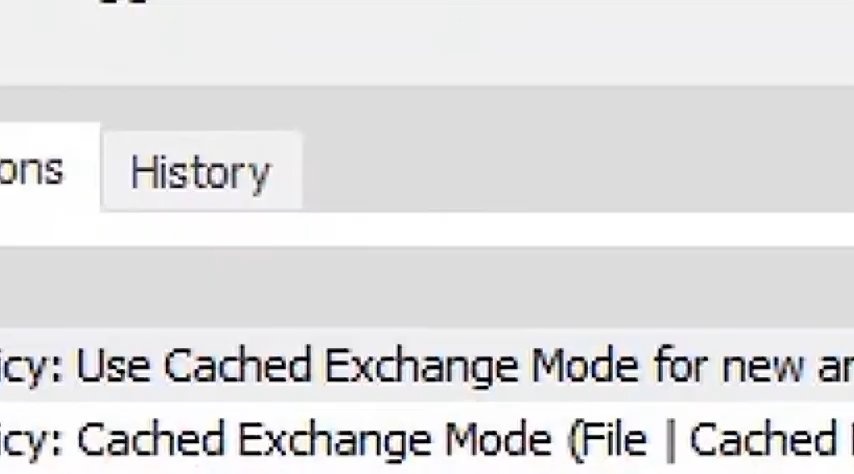 ons History
icy: Use Cached Exchange Mode for new an
icy: Cached Exchange Mode (File | Cached